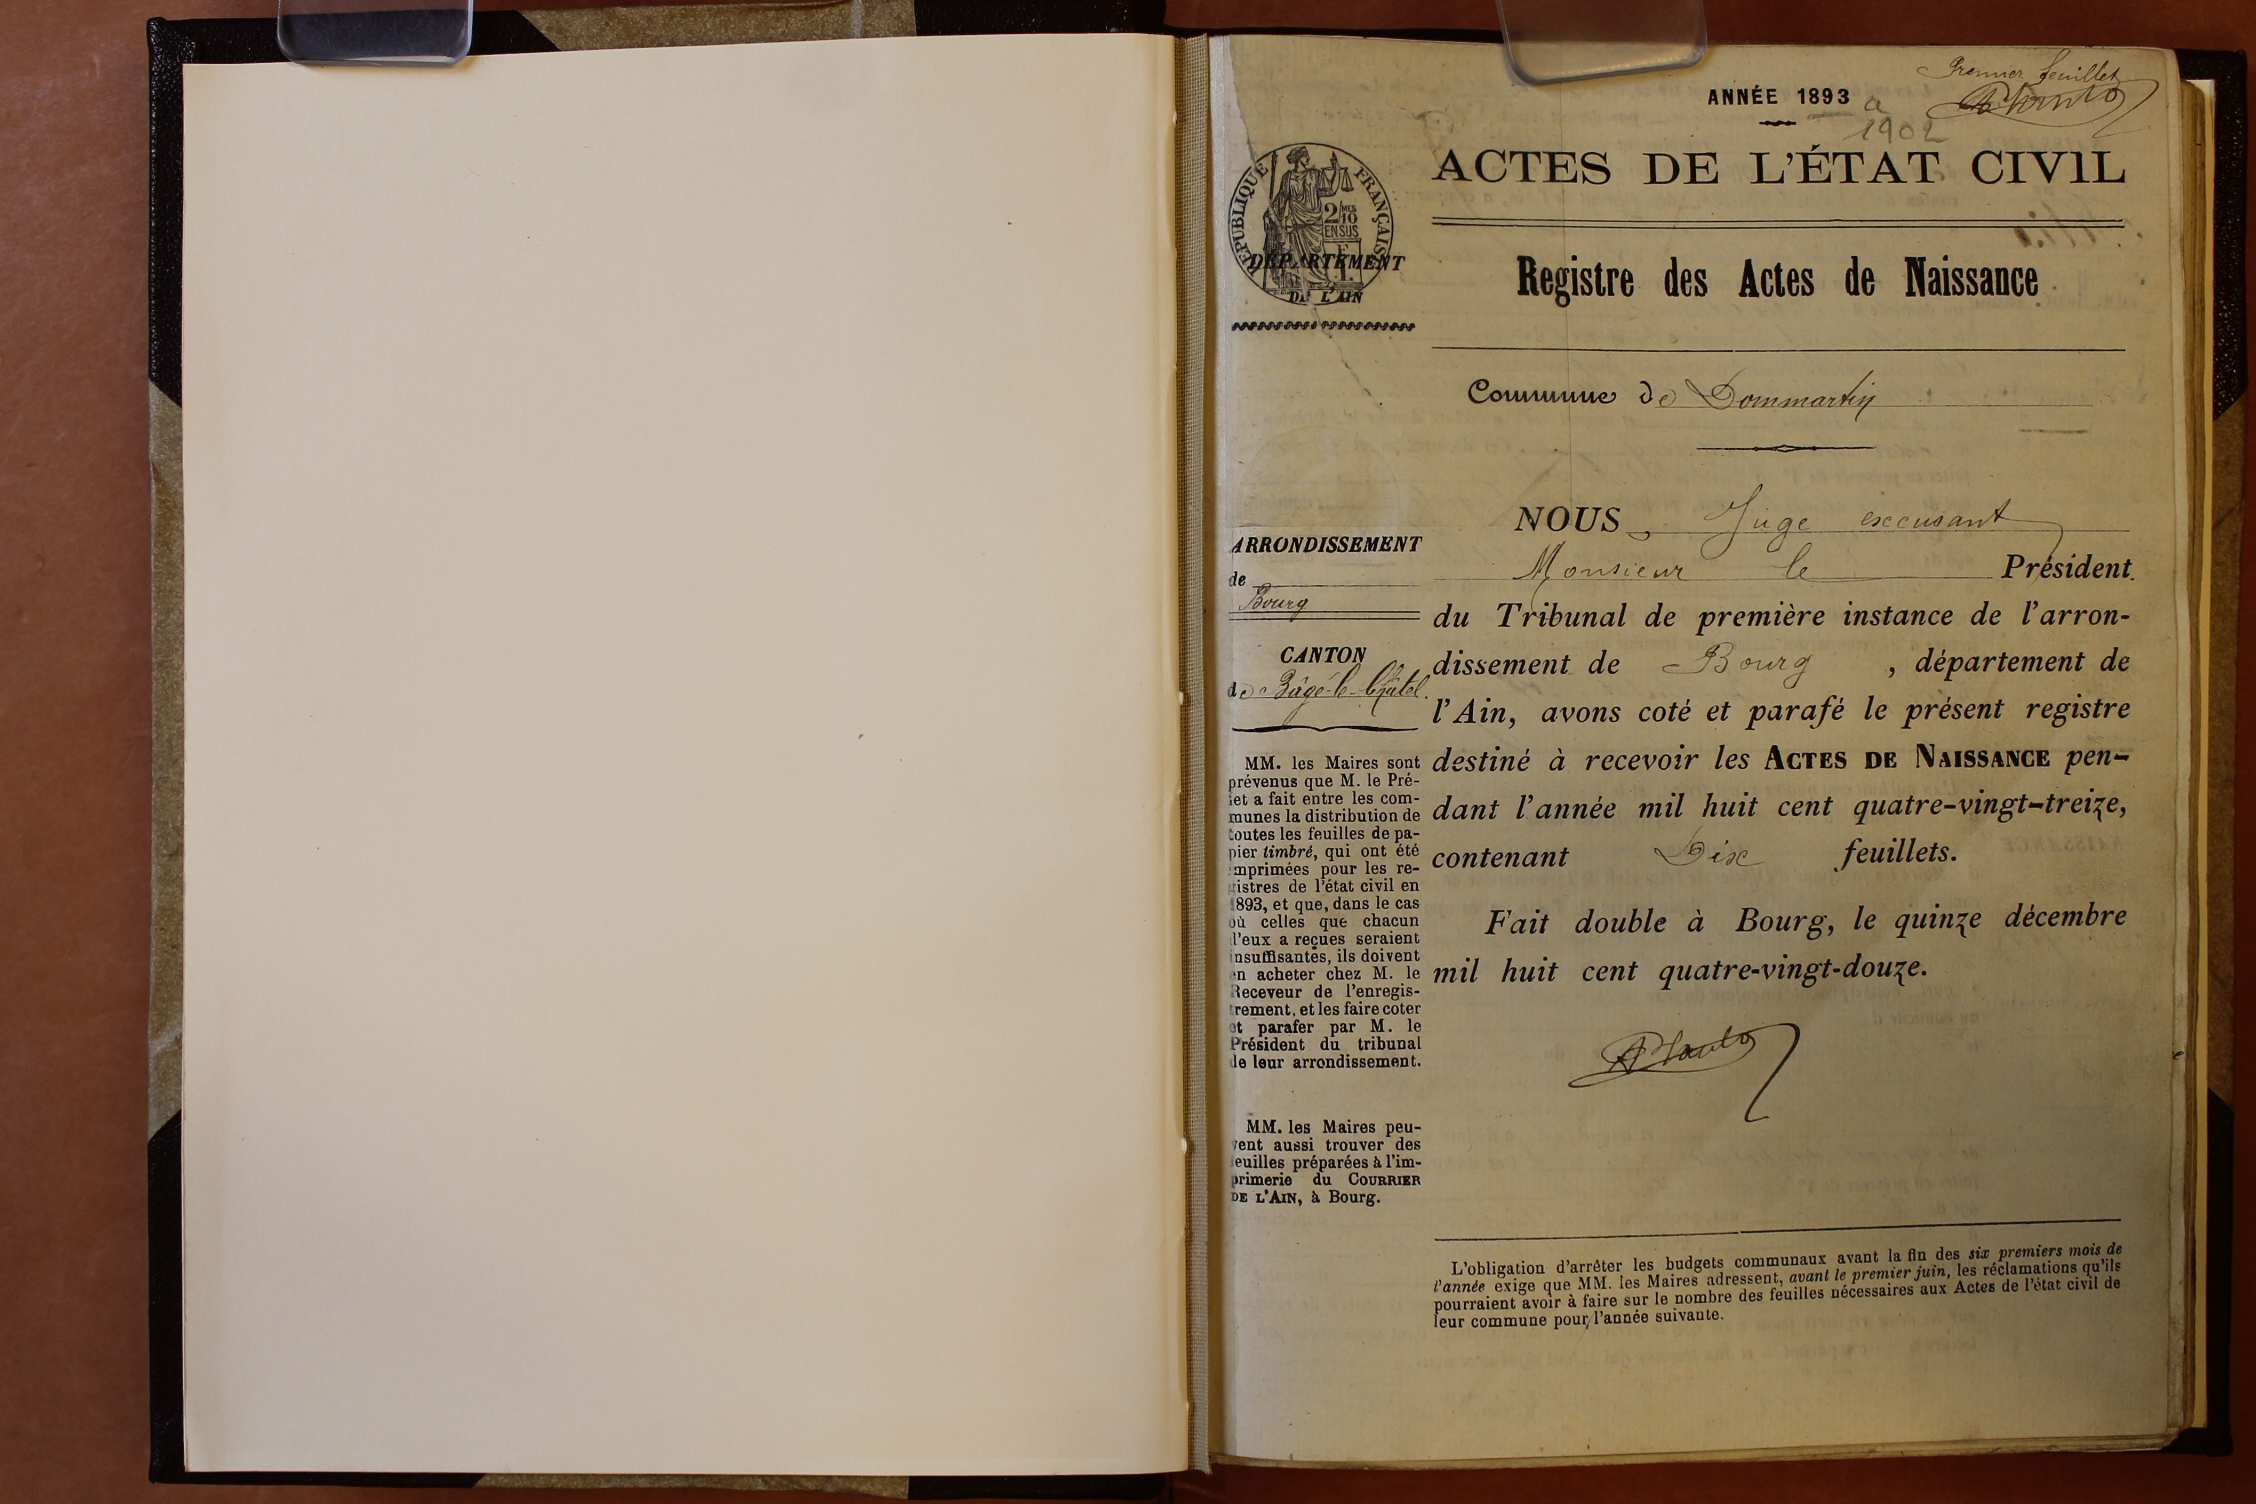 Premier feuillet
ANNÉE 1893 a
1902
ACTES DE L'ÉTAT CIVIL
RÉPUBLIQUE FRANÇAISE
2/10
MES
EN SUS
DÉPARTEMENT
DE L'AIN
Registre des Actes de Naissance
Commune de Dommartin
ARRONDISSEMENT
de
Bourg
CANTON
de Bâgé-le-Châtel.
MM. les Maires sont
prévenus que M. le Pré-
fet a fait entre les com-
munes la distribution de
toutes les feuilles de pa-
pier timbré, qui ont été
imprimées pour les re-
gistres de l'état civil en
1893, et que, dans le cas
où celles que chacun
d'eux a reçues seraient
insuffisantes, ils doivent
en acheter chez M. le
Receveur de l'enregis-
trement, et les faire coter
et parafer par M. le
Président du tribunal
de leur arrondissement.
MM. les Maires peu-
vent aussi trouver des
feuilles préparées à l'im-
primerie du COURRIER
DE L'AIN, à Bourg.
NOUS, Juge excusant
Monsieur le Président
du Tribunal de première instance de l'arron-
dissement de Bourg, département de
l'Ain, avons coté et parafé le présent registre
destiné à recevoir les ACTES DE NAISSANCE pen-
dant l'année mil huit cent quatre-vingt-treize,
contenant Dix feuillets.
Fait double à Bourg, le quinze décembre
mil huit cent quatre-vingt-douze.
L'obligation d'arrêter les budgets communaux avant la fin des six premiers mois de
l'année exige que MM. les Maires adressent, avant le premier juin, les réclamations qu'ils
pourraient avoir à faire sur le nombre des feuilles nécessaires aux Actes de l'état civil de
leur commune pour l'année suivante.